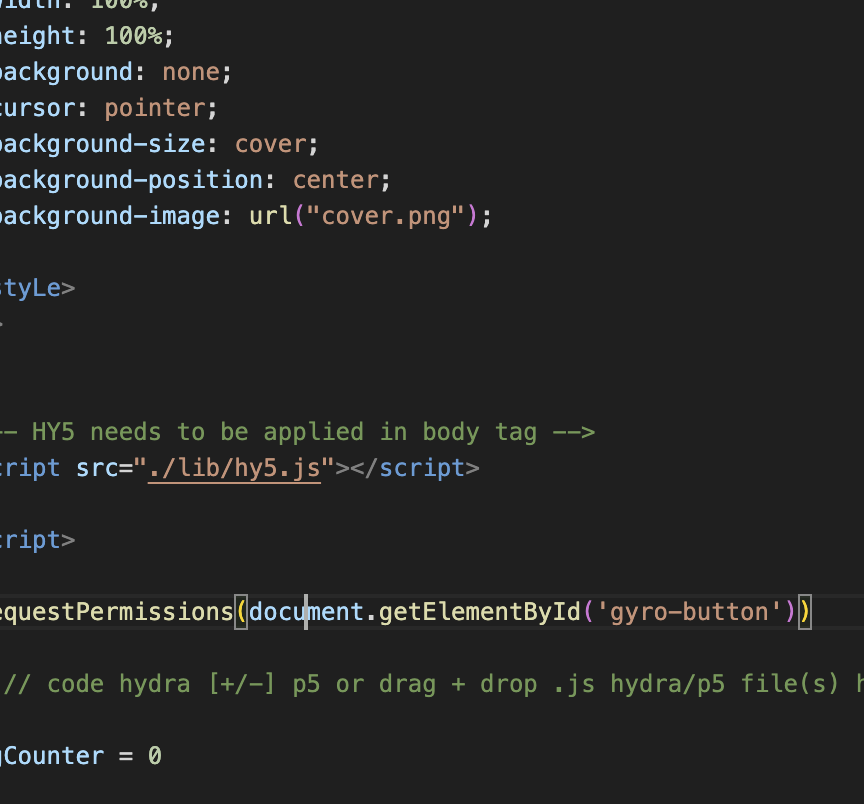 width: 100%;
height: 100%;
background: none;
cursor: pointer;
background-size: cover;
background-position: center;
background-image: url("cover.png");
styLe>
>
-- HY5 needs to be applied in body tag -->
cript src="./lib/hy5.js"></script>
cript>
equestPermissions(document.getElementById('gyro-button'))
// code hydra [+/-] p5 or drag + drop .js hydra/p5 file(s) h
gCounter = 0